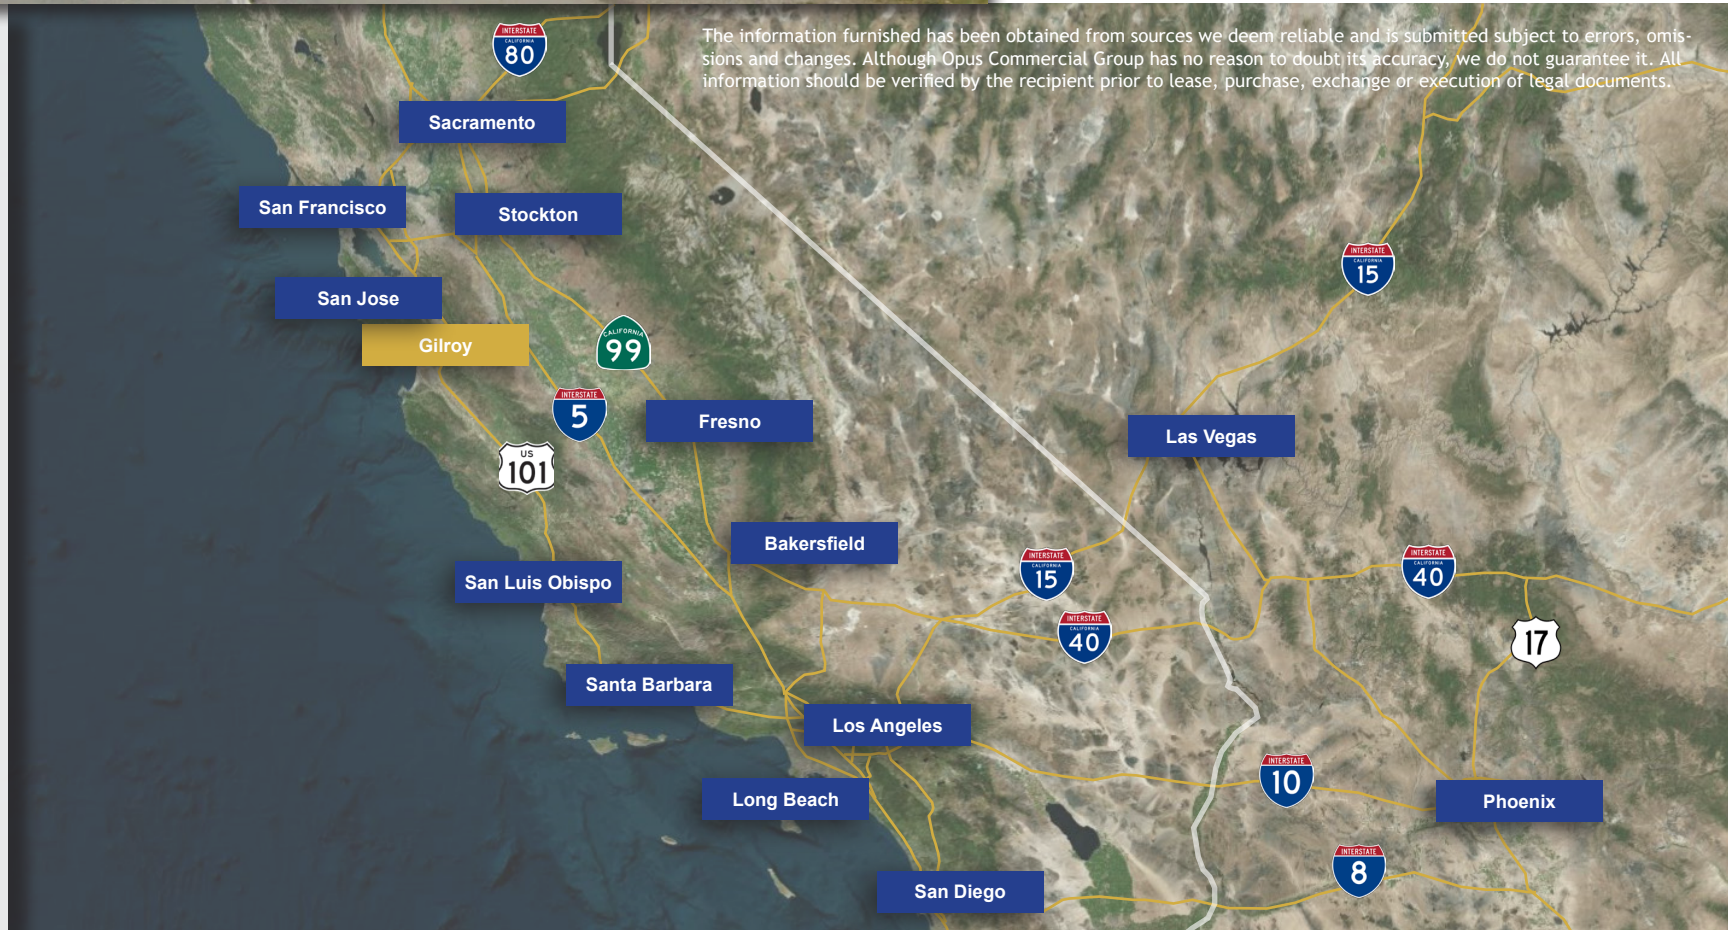 The information furnished has been obtained from sources we deem reliable and is submitted subject to errors, omis-
sions and changes. Although Opus Commercial Group has no reason to doubt its accuracy, we do not guarantee it. All
information should be verified by the recipient prior to lease, purchase, exchange or execution of legal documents.
INTERSTATE
CALIFORNIA
80
Sacramento
San Francisco
Stockton
INTERSTATE
CALIFORNIA
15
San Jose
Gilroy
CALIFORNIA
99
INTERSTATE
5
Fresno
Las Vegas
US
101
Bakersfield
San Luis Obispo
INTERSTATE
CALIFORNIA
15
INTERSTATE
CALIFORNIA
40
INTERSTATE
CALIFORNIA
40
17
Santa Barbara
Los Angeles
Long Beach
INTERSTATE
10
Phoenix
INTERSTATE
8
San Diego